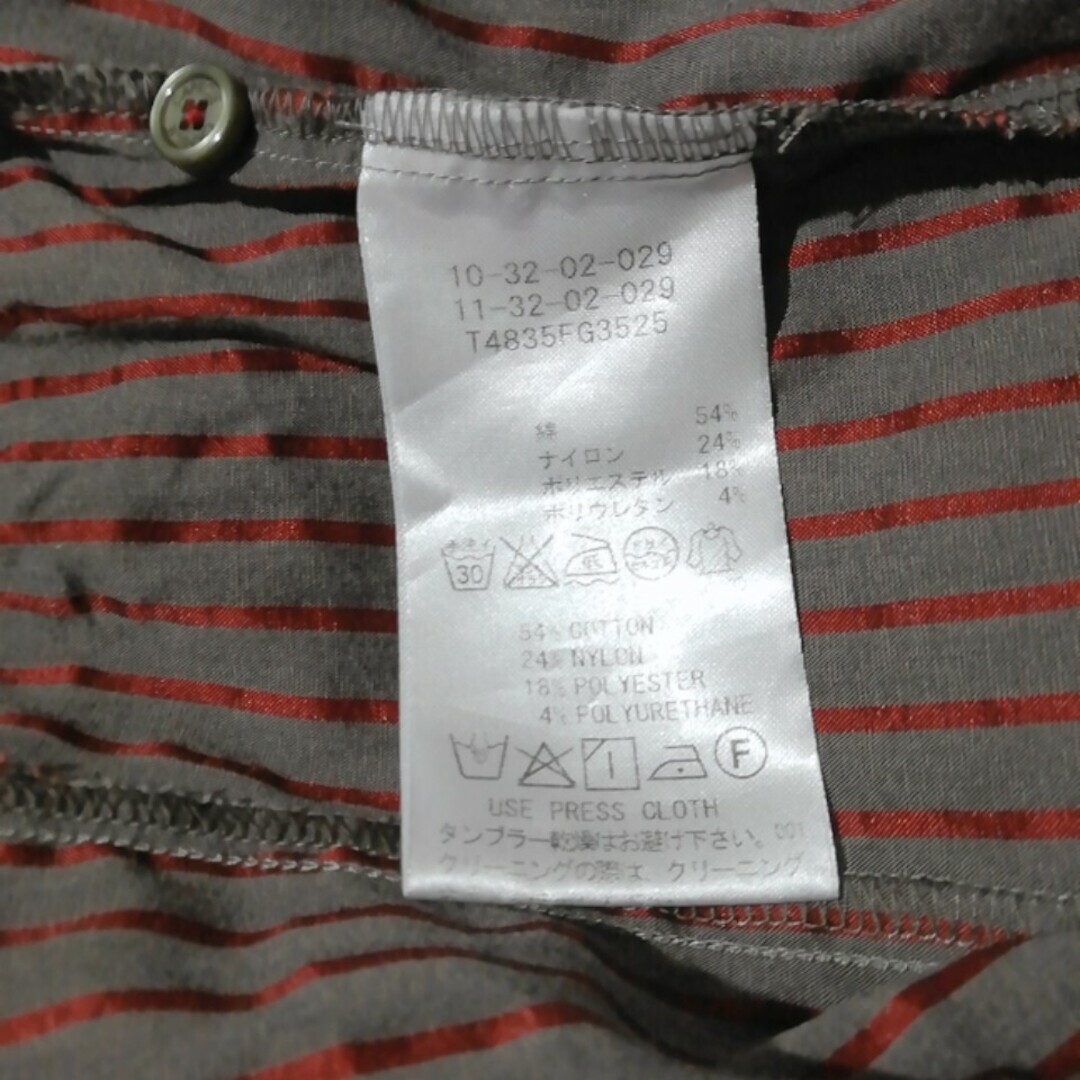 10-32-02-029
11-32-02-029
T4835FG3525
綿 54%
ナイロン 24%
ポリエステル 18%
ポリウレタン 4%
30
54% COTTON
24% NYLON
18% POLYESTER
4% POLYURETHANE
F
USE PRESS CLOTH
タンブラー乾燥はお避け下さい。
クリーニングの際は、クリーニング